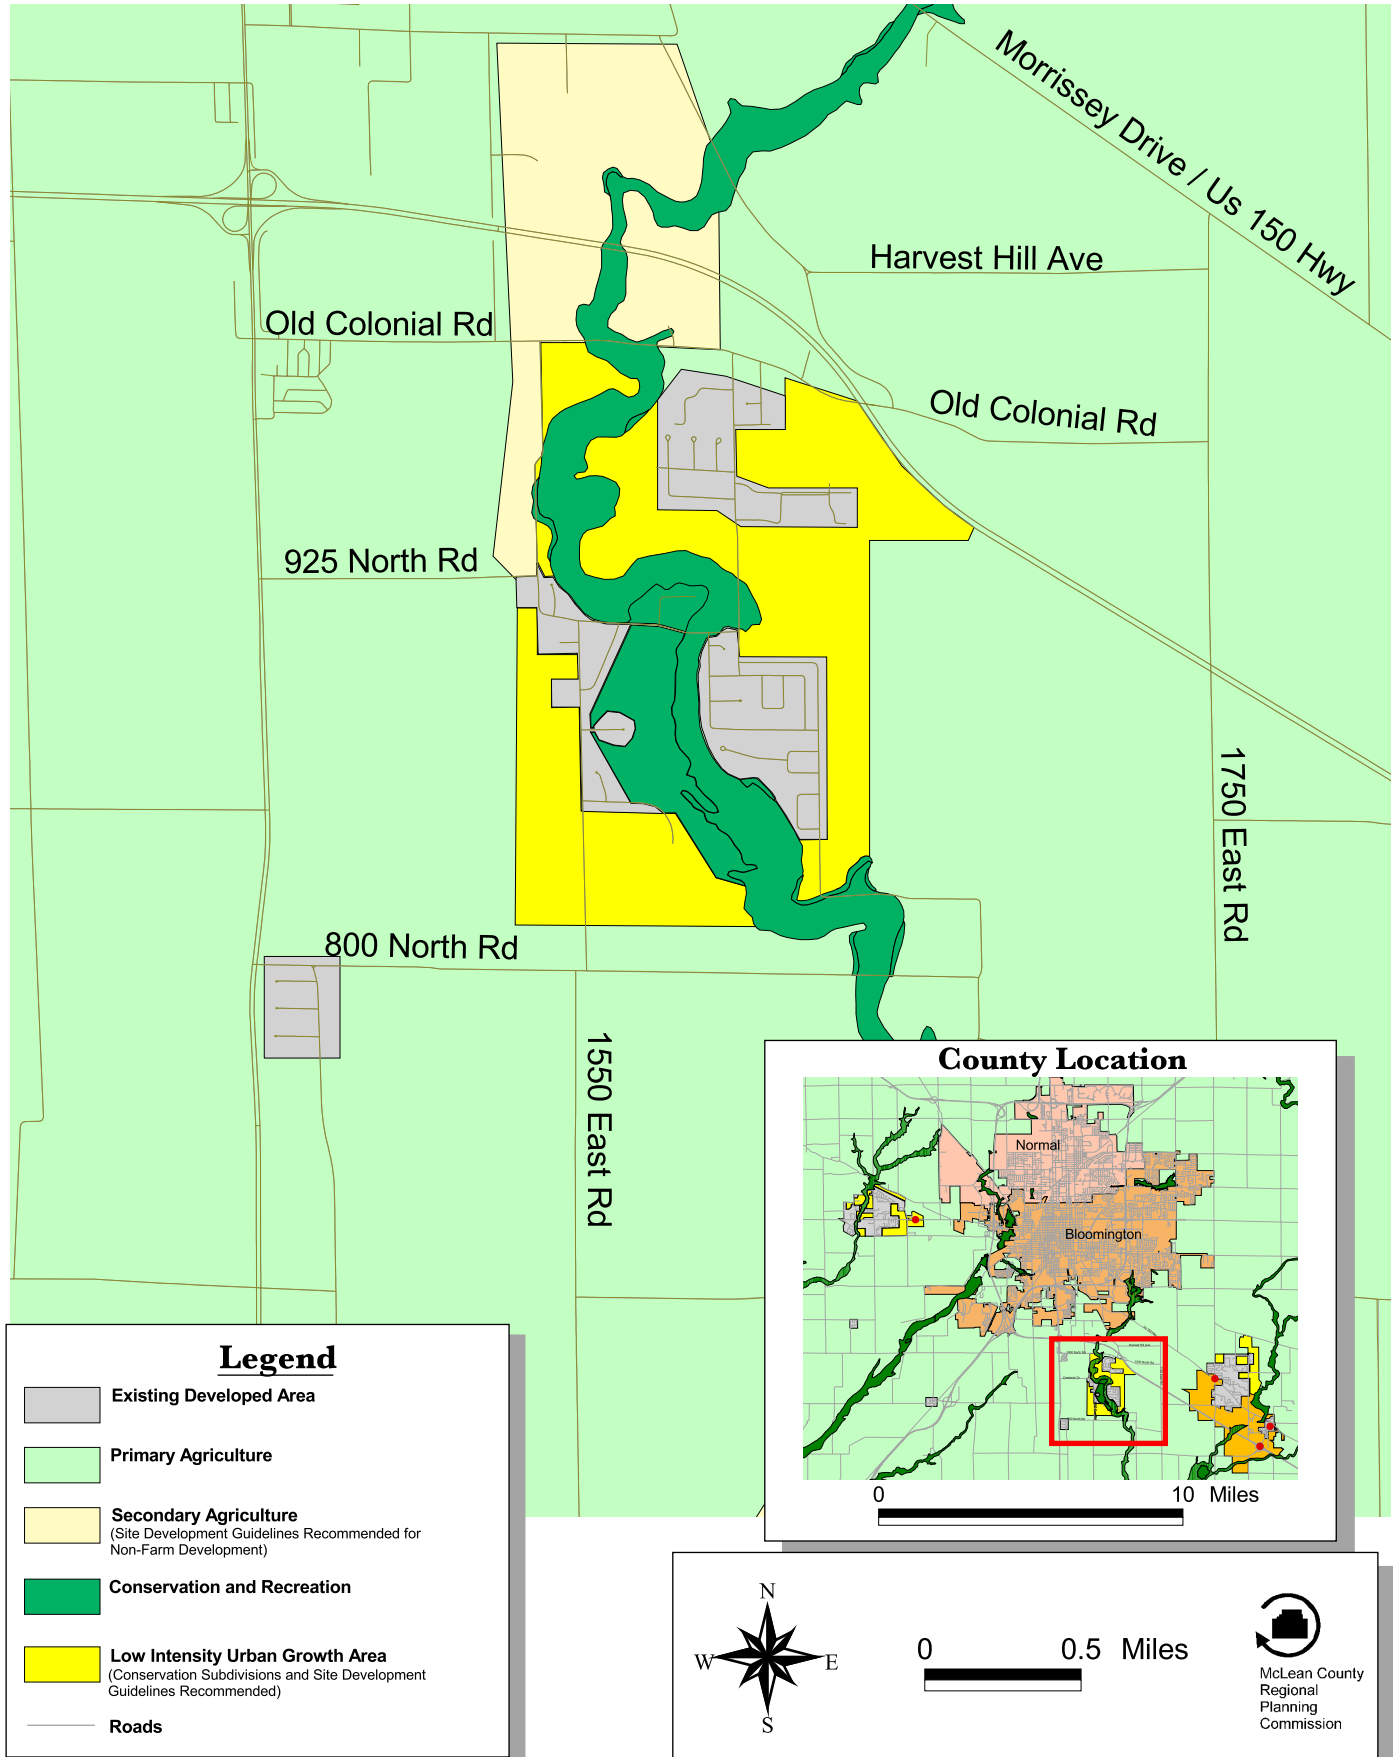 Morrissey Drive / Us 150 Hwy
Harvest Hill Ave
Old Colonial Rd
Old Colonial Rd
925 North Rd
1750 East Rd
800 North Rd
1550 East Rd
County Location
Normal
Bloomington
0 10 Miles
Legend
Existing Developed Area
Primary Agriculture
Secondary Agriculture
(Site Development Guidelines Recommended for
Non-Farm Development)
Conservation and Recreation
Low Intensity Urban Growth Area
(Conservation Subdivisions and Site Development
Guidelines Recommended)
Roads
N
W E
S
0 0.5 Miles
McLean County
Regional
Planning
Commission